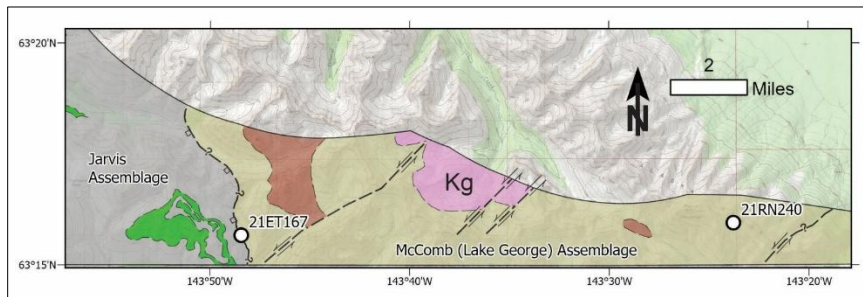 63°20'N
2
Miles
N
Jarvis
Assemblage
Kg
21ET167
21RN240
McComb (Lake George) Assemblage
63°15'N
?
?
?
?
143°50'W
143°40'W
143°30'W
143°20'W